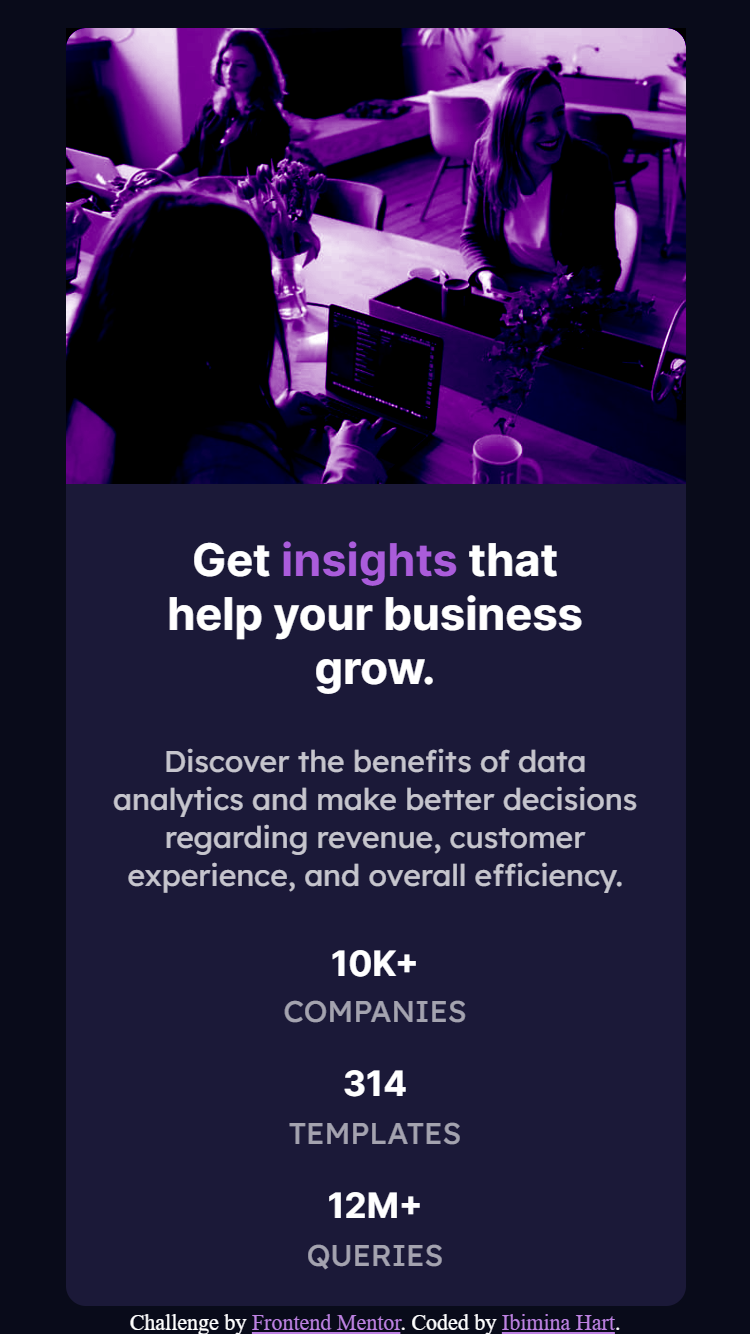 Get insights that
help your business
grow.
Discover the benefits of data
analytics and make better decisions
regarding revenue, customer
experience, and overall efficiency.
10K+
COMPANIES
314
TEMPLATES
12M+
QUERIES
Challenge by Frontend Mentor. Coded by Ibimina Hart.